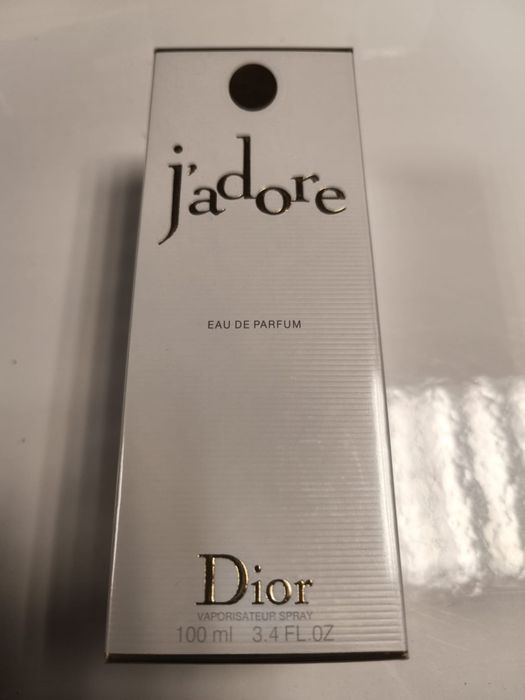 j'adore
EAU DE PARFUM
Dior
VAPORISATEUR SPRAY
100 ml 3.4 FL.OZ